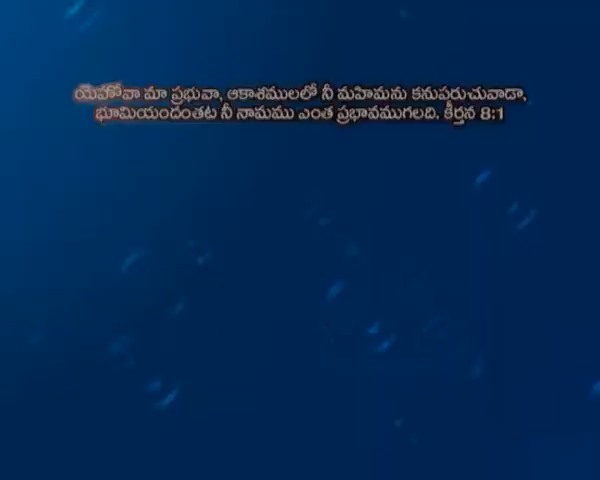 యెహోవా మా ప్రభువా, ఆకాశములలో నీ మహిమను కనుపరుచువాడా,
భూమియందంతట నీ నామము ఎంత ప్రభావముగలది. కీర్తన 8:1